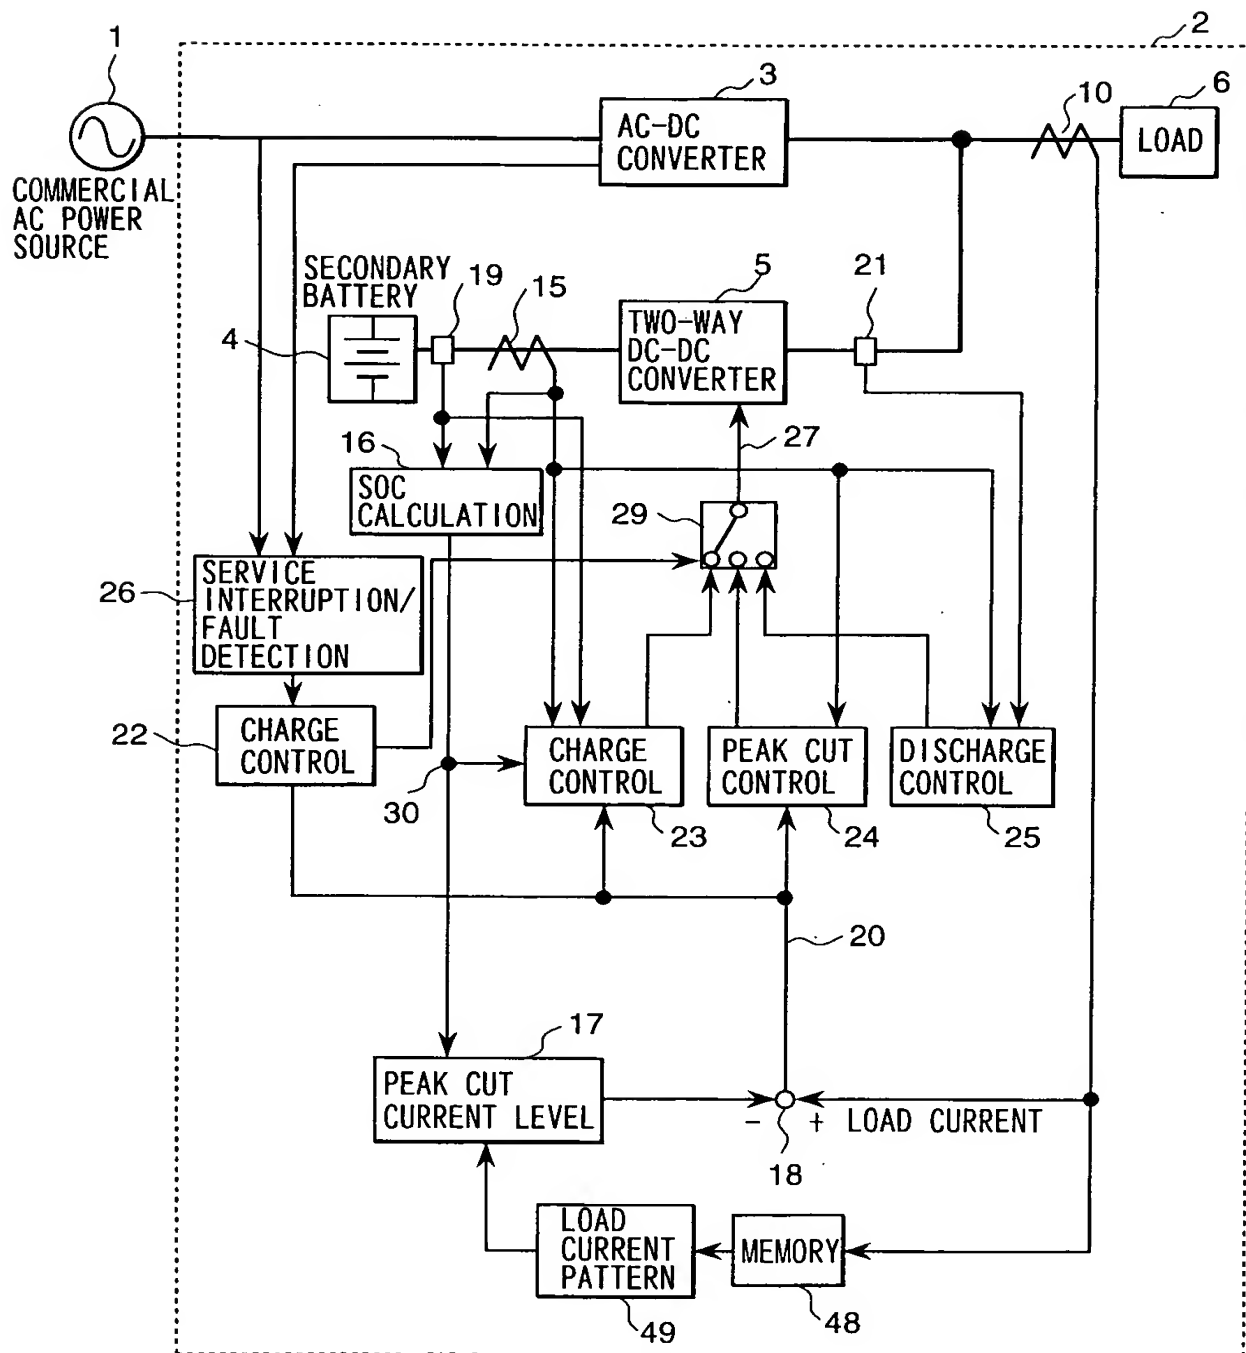 1
2
3
10
6
AC-DC
CONVERTER
LOAD
COMMERCIAL
AC POWER
SOURCE
SECONDARY
BATTERY
19
15
5
21
4
TWO-WAY
DC-DC
CONVERTER
16
27
SOC
CALCULATION
29
26
SERVICE
INTERRUPTION/
FAULT
DETECTION
22
CHARGE
CONTROL
30
CHARGE
CONTROL
23
PEAK CUT
CONTROL
24
DISCHARGE
CONTROL
25
20
17
PEAK CUT
CURRENT LEVEL
- + LOAD CURRENT
18
LOAD
CURRENT
PATTERN
MEMORY
49
48